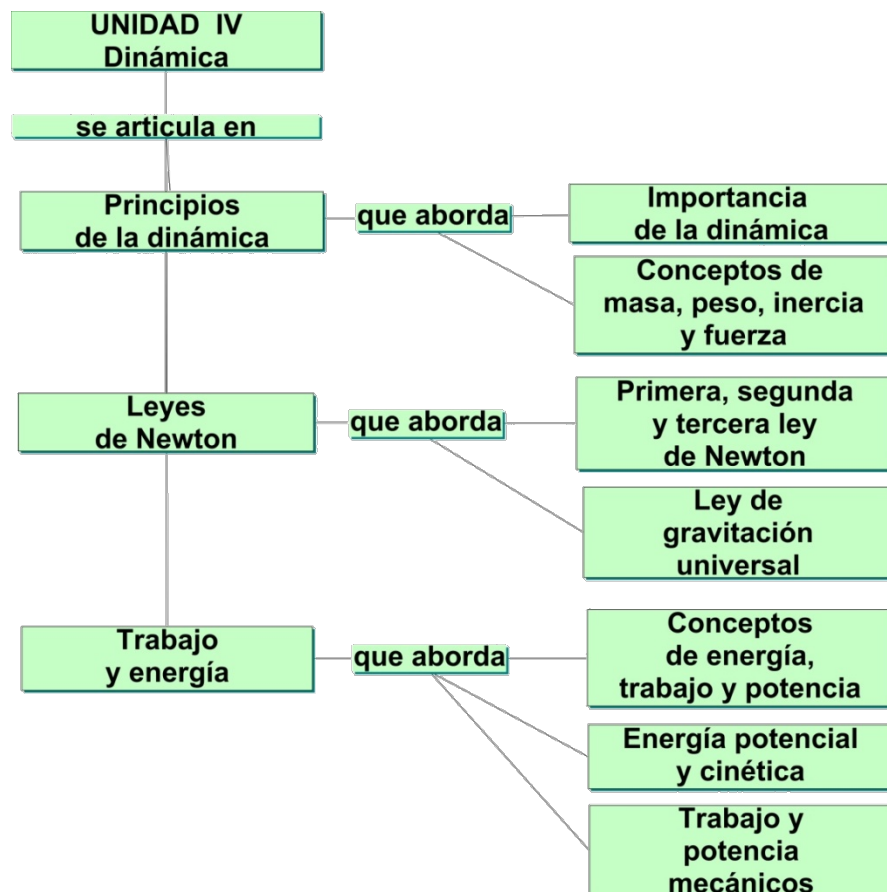 UNIDAD IV
Dinámica
se articula en
Principios
de la dinámica
que aborda
Importancia
de la dinámica
Conceptos de
masa, peso, inercia
y fuerza
Leyes
de Newton
que aborda
Primera, segunda
y tercera ley
de Newton
Ley de
gravitación
universal
Trabajo
y energía
que aborda
Conceptos
de energía,
trabajo y potencia
Energía potencial
y cinética
Trabajo y
potencia
mecánicos